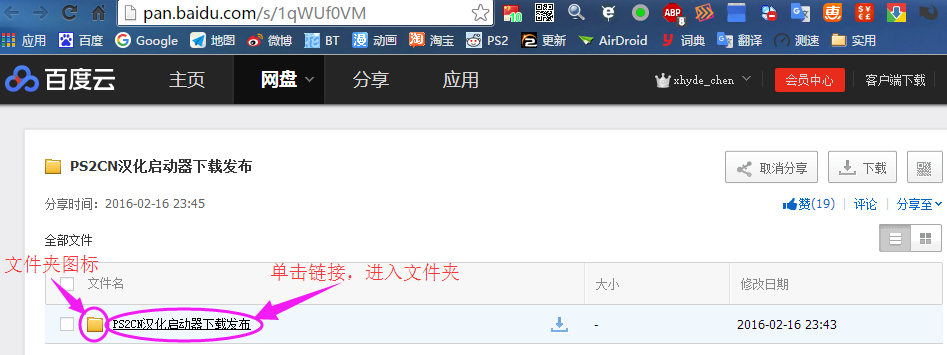 pan.baidu.com/s/1qWUf0VM
10
ABP
8
惠
应用 百度 Google 地图 微博 BT 漫 动画 淘 淘宝 PS2 更新 AirDroid 词典 翻译 测速 实用
百度云 主页 网盘 分享 应用 xhyde_chen 会员中心 客户端下载
PS2CN汉化启动器下载发布
取消分享 下载
分享时间：2016-02-16 23:45
赞(19) 评论 分享至
全部文件
文件夹图标
单击链接，进入文件夹
文件名 大小 修改日期
PS2CN汉化启动器下载发布 - 2016-02-16 23:43